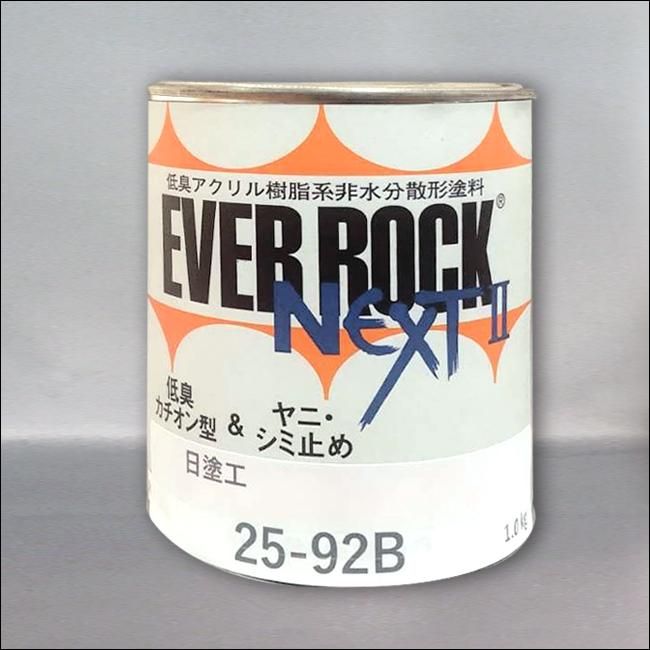 低臭アクリル樹脂系非水分散形塗料
EVER ROCK®
NEXT II
低臭
カチオン型 & ヤニ・
シミ止め
日塗工
25-92B
1.0kg